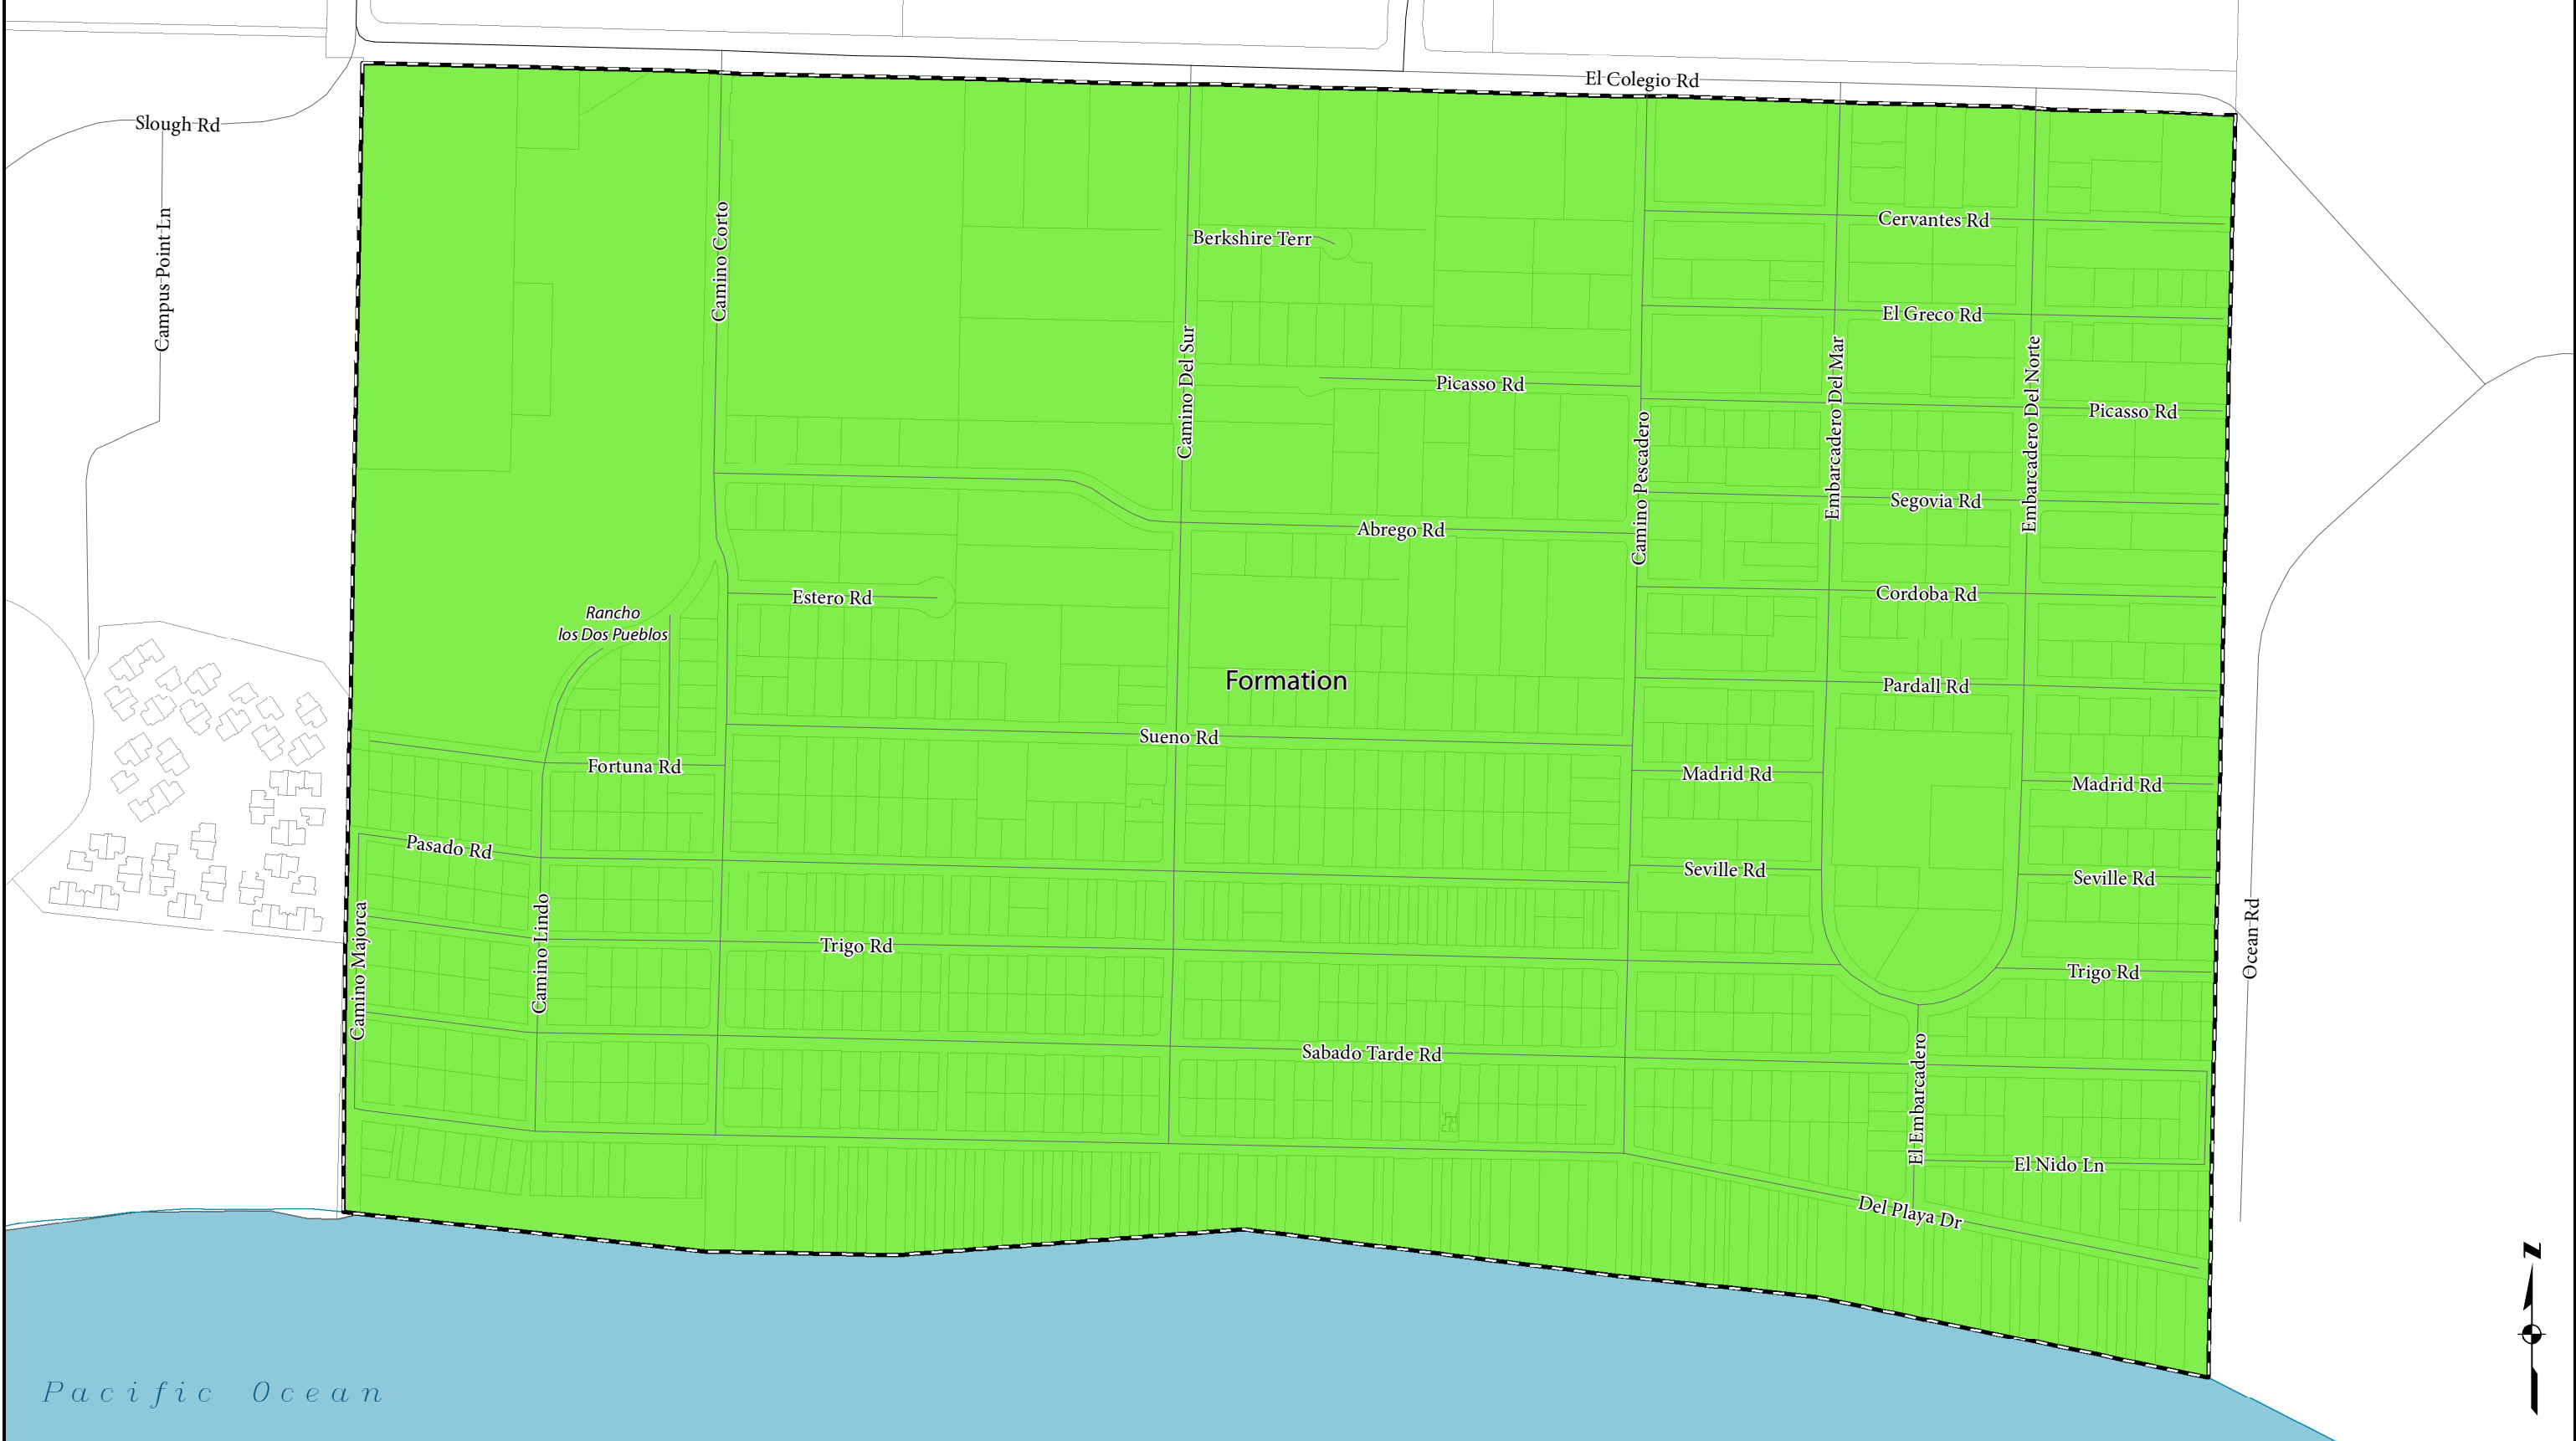 El Colegio Rd
Slough Rd
Campus Point Ln
Camino Corto
Cervantes Rd
Berkshire Terr
El Greco Rd
Camino Del Sur
Embarcadero Del Mar
Embarcadero Del Norte
Picasso Rd
Picasso Rd
Camino Pescadero
Segovia Rd
Abrego Rd
Estero Rd
Cordoba Rd
Rancho
los Dos Pueblos
Formation
Pardall Rd
Sueno Rd
Fortuna Rd
Madrid Rd
Madrid Rd
Pasado Rd
Seville Rd
Seville Rd
Camino Majorca
Camino Lindo
Ocean Rd
Trigo Rd
Trigo Rd
Sabado Tarde Rd
El Embarcadero
El Nido Ln
Del Playa Dr
Pacific Ocean
N